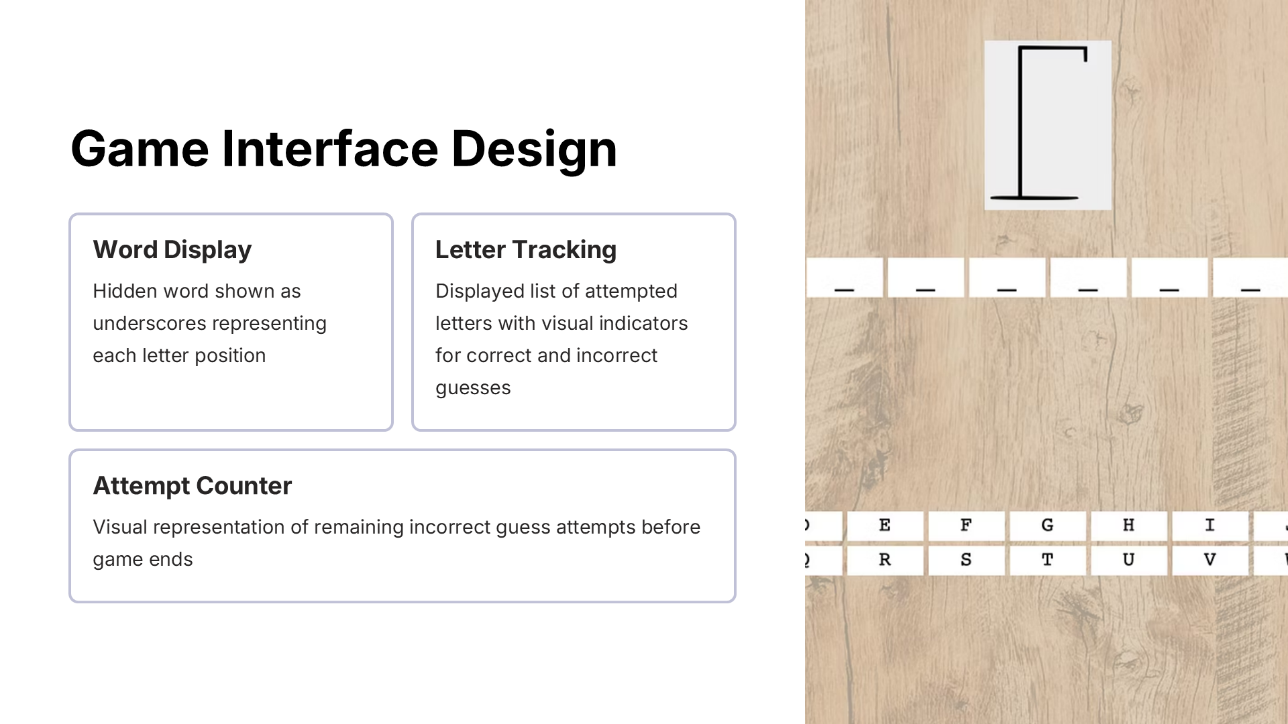 Game Interface Design
Word Display
Hidden word shown as
underscores representing
each letter position
Letter Tracking
Displayed list of attempted
letters with visual indicators
for correct and incorrect
guesses
Attempt Counter
Visual representation of remaining incorrect guess attempts before
game ends
_ _ _ _ _ _
E F G H I
R S T U V